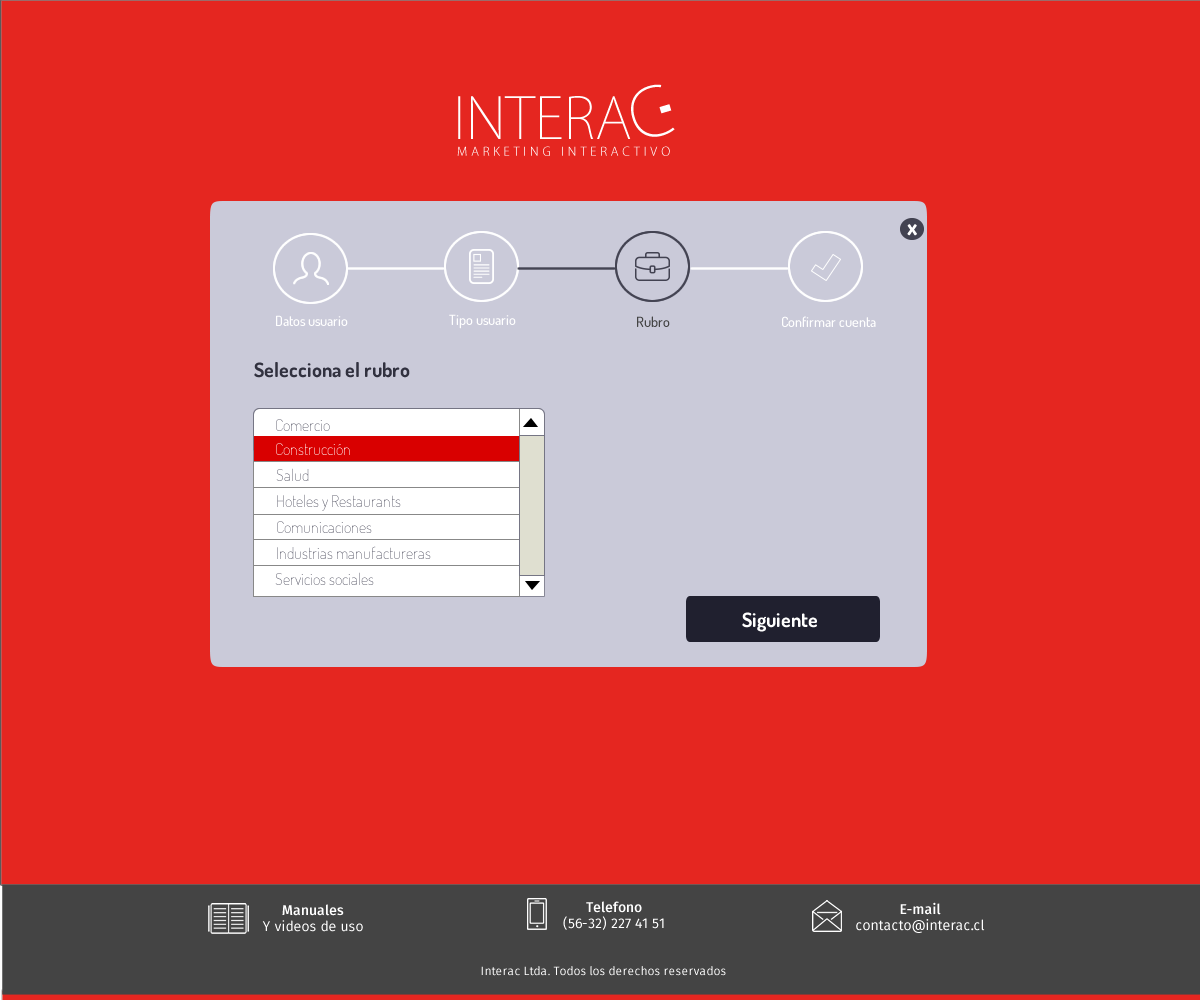 INTERAC
MARKETING INTERACTIVO
x
Datos usuario
Tipo usuario
Rubro
Confirmar cuenta
Selecciona el rubro
Comercio
Construcción
Salud
Hoteles y Restaurants
Comunicaciones
Industrias manufactureras
Servicios sociales
Siguiente
Manuales
Y videos de uso
Telefono
(56-32) 227 41 51
E-mail
contacto@interac.cl
Interac Ltda. Todos los derechos reservados